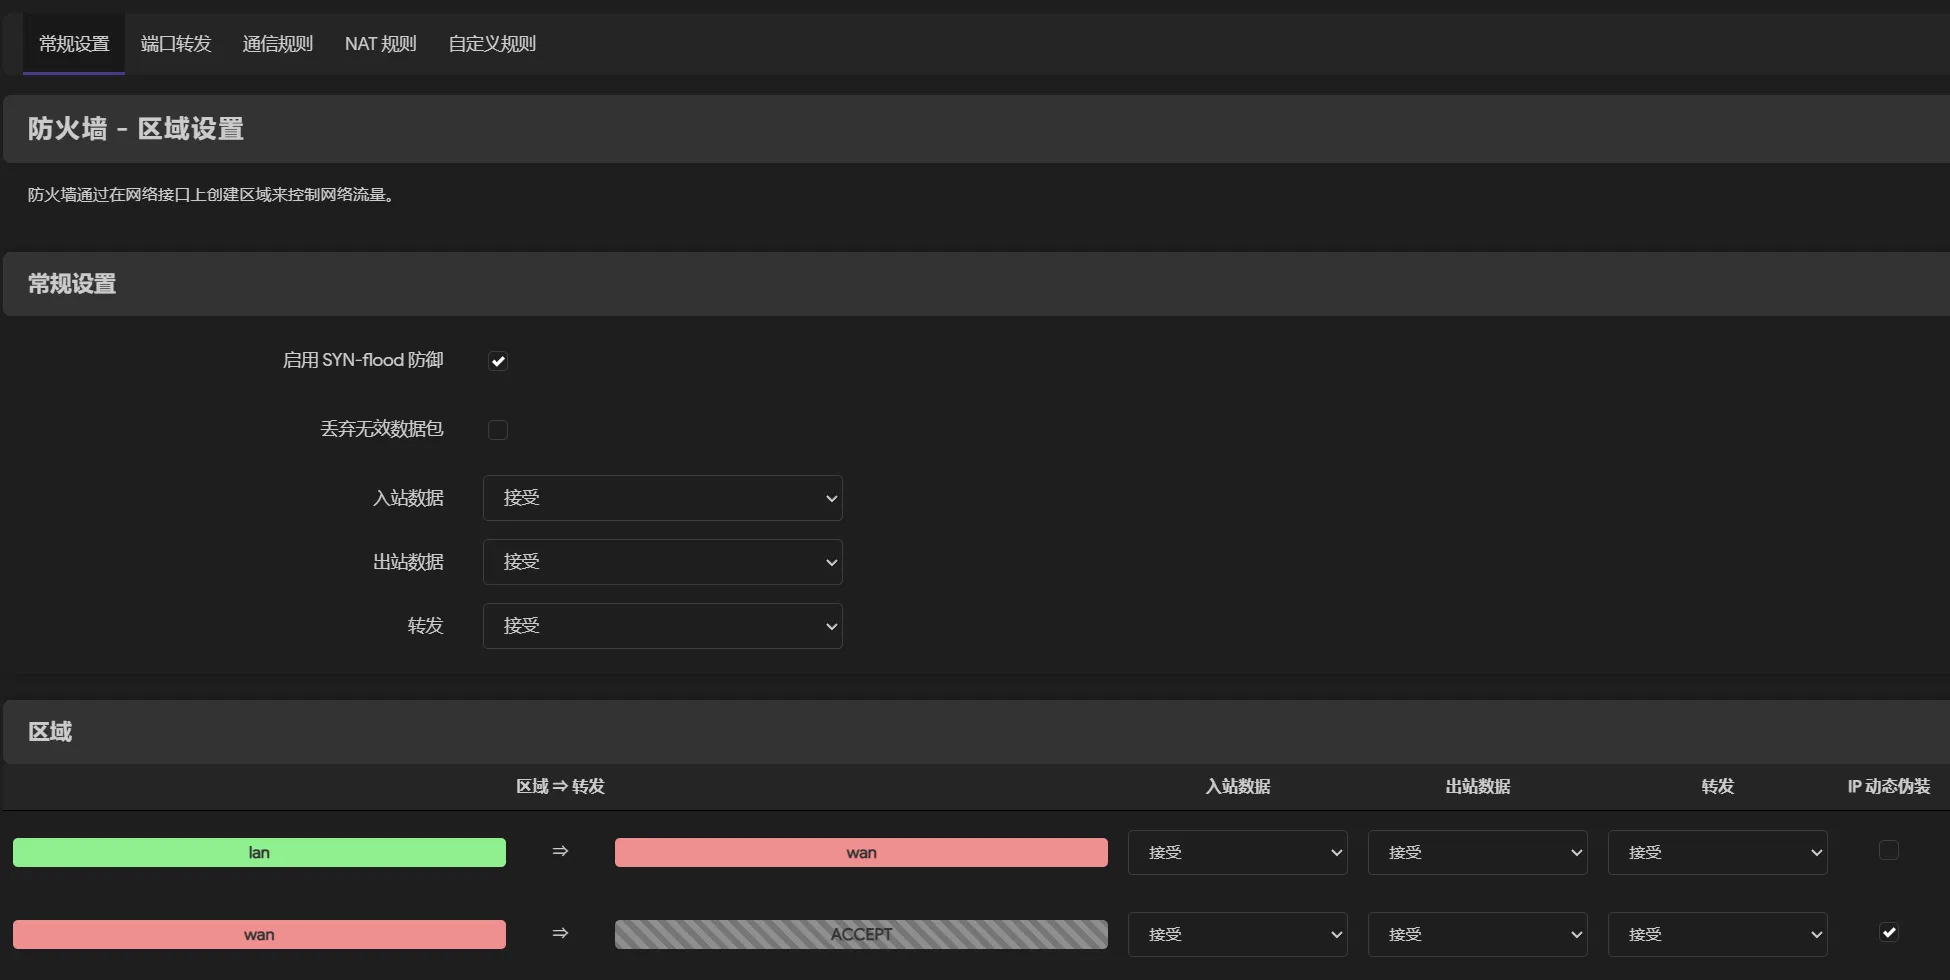 常规设置 端口转发 通信规则 NAT 规则 自定义规则
防火墙 - 区域设置
防火墙通过在网络接口上创建区域来控制网络流量。
常规设置
启用 SYN-flood 防御
丢弃无效数据包
入站数据 接受
出站数据 接受
转发 接受
区域
区域 ⇒ 转发 入站数据 出站数据 转发 IP 动态伪装
lan ⇒ wan 接受 接受 接受
wan ⇒ ACCEPT 接受 接受 接受